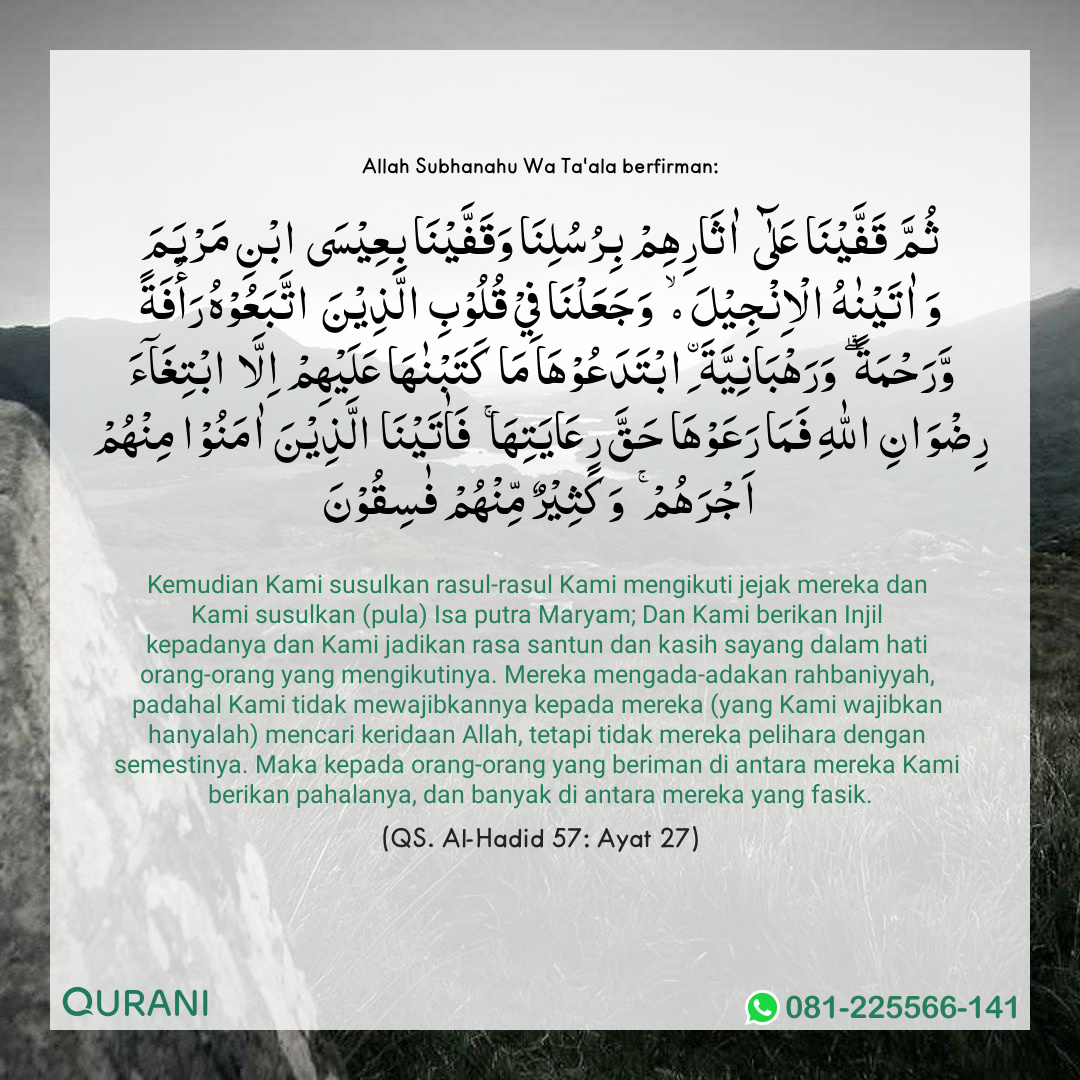 Allah Subhanahu Wa Ta'ala berfirman:
ثُمَّ قَفَّيْنَا عَلٰٓى اٰثَارِهِمْ بِرُسُلِنَا وَقَفَّيْنَا بِعِيْسَى ابْنِ مَرْيَمَ
وَاٰتَيْنٰهُ الْاِنْجِيْلَ ەۙ وَجَعَلْنَا فِيْ قُلُوْبِ الَّذِيْنَ اتَّبَعُوْهُ رَأْفَةً
وَّرَحْمَةً ۗ وَرَهْبَانِيَّةَ ِۨابْتَدَعُوْهَا مَا كَتَبْنٰهَا عَلَيْهِمْ اِلَّا ابْتِغَاۤءَ
رِضْوَانِ اللّٰهِ فَمَا رَعَوْهَا حَقَّ رِعَايَتِهَا ۚ فَاٰتَيْنَا الَّذِيْنَ اٰمَنُوْا مِنْهُمْ
اَجْرَهُمْ ۚ وَكَثِيْرٌ مِّنْهُمْ فٰسِقُوْنَ
Kemudian Kami susulkan rasul-rasul Kami mengikuti jejak mereka dan
Kami susulkan (pula) Isa putra Maryam; Dan Kami berikan Injil
kepadanya dan Kami jadikan rasa santun dan kasih sayang dalam hati
orang-orang yang mengikutinya. Mereka mengada-adakan rahbaniyyah,
padahal Kami tidak mewajibkannya kepada mereka (yang Kami wajibkan
hanyalah) mencari keridaan Allah, tetapi tidak mereka pelihara dengan
semestinya. Maka kepada orang-orang yang beriman di antara mereka Kami
berikan pahalanya, dan banyak di antara mereka yang fasik.
(QS. Al-Hadid 57: Ayat 27)
QURANI
081-225566-141